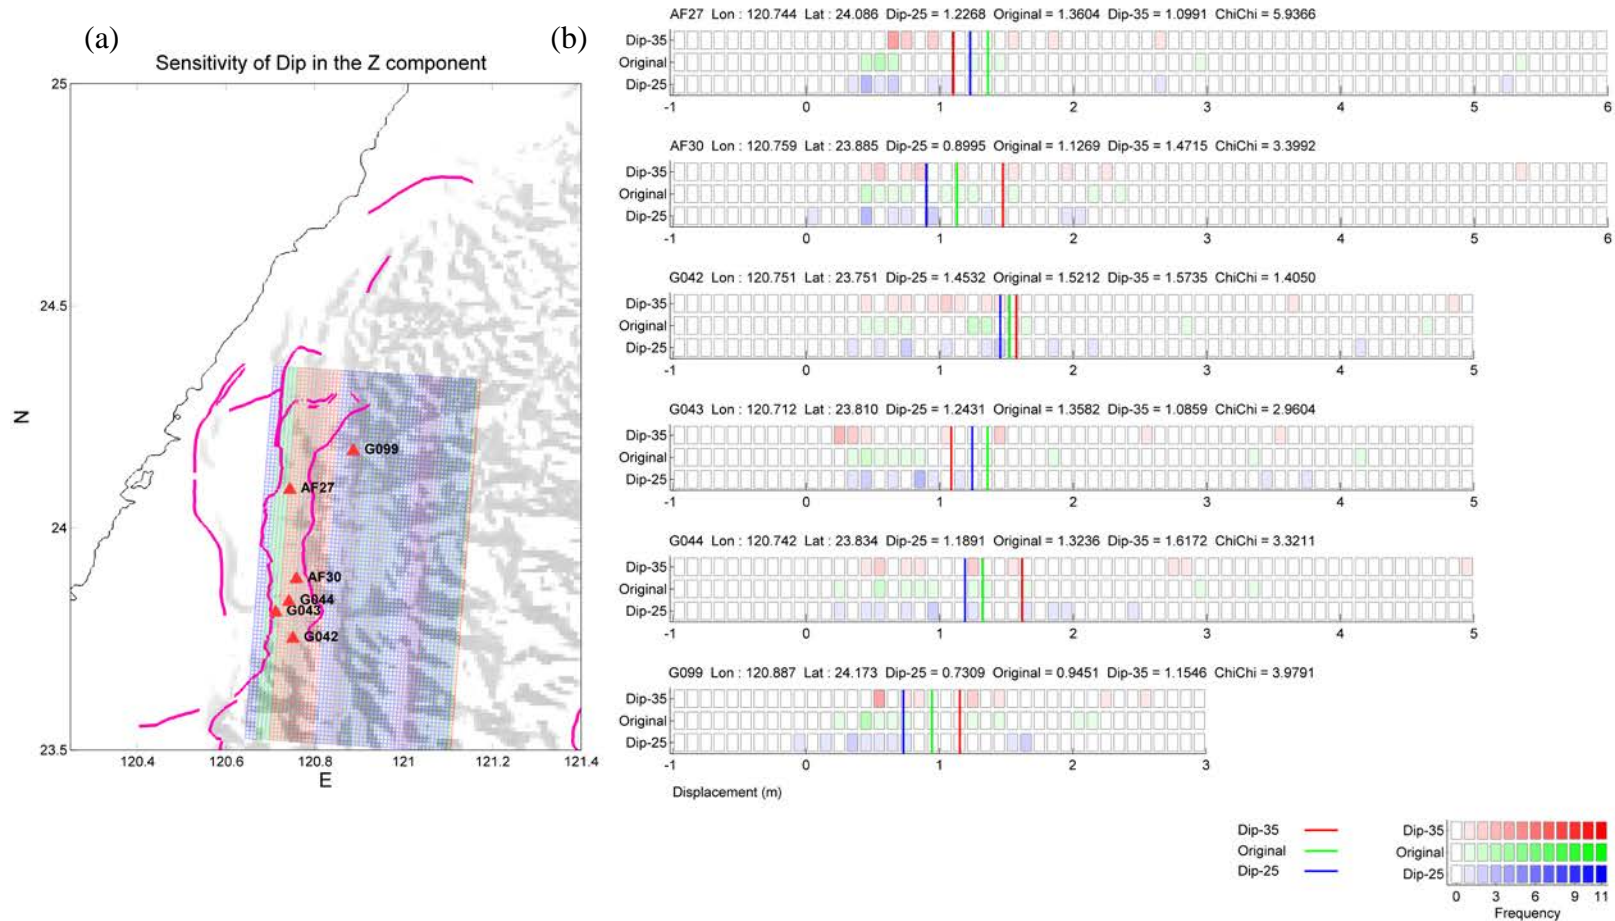 (a)
Sensitivity of Dip in the Z component
25
24.5
N
24
23.5
G099
AF27
AF30
G044
G043
G042
120.4 120.6 120.8 121 121.2 121.4
E
(b)
AF27 Lon : 120.744 Lat : 24.086 Dip-25 = 1.2268 Original = 1.3604 Dip-35 = 1.0991 ChiChi = 5.9366
Dip-35
Original
Dip-25
-1 0 1 2 3 4 5 6
AF30 Lon : 120.759 Lat : 23.885 Dip-25 = 0.8995 Original = 1.1269 Dip-35 = 1.4715 ChiChi = 3.3992
Dip-35
Original
Dip-25
-1 0 1 2 3 4 5 6
G042 Lon : 120.751 Lat : 23.751 Dip-25 = 1.4532 Original = 1.5212 Dip-35 = 1.5735 ChiChi = 1.4050
Dip-35
Original
Dip-25
-1 0 1 2 3 4 5
G043 Lon : 120.712 Lat : 23.810 Dip-25 = 1.2431 Original = 1.3582 Dip-35 = 1.0859 ChiChi = 2.9604
Dip-35
Original
Dip-25
-1 0 1 2 3 4 5
G044 Lon : 120.742 Lat : 23.834 Dip-25 = 1.1891 Original = 1.3236 Dip-35 = 1.6172 ChiChi = 3.3211
Dip-35
Original
Dip-25
-1 0 1 2 3 4 5
G099 Lon : 120.887 Lat : 24.173 Dip-25 = 0.7309 Original = 0.9451 Dip-35 = 1.1546 ChiChi = 3.9791
Dip-35
Original
Dip-25
-1 0 1 2 3
Displacement (m)
Dip-35
Original
Dip-25
Dip-35
Original
Dip-25
0 3 6 9 11
Frequency